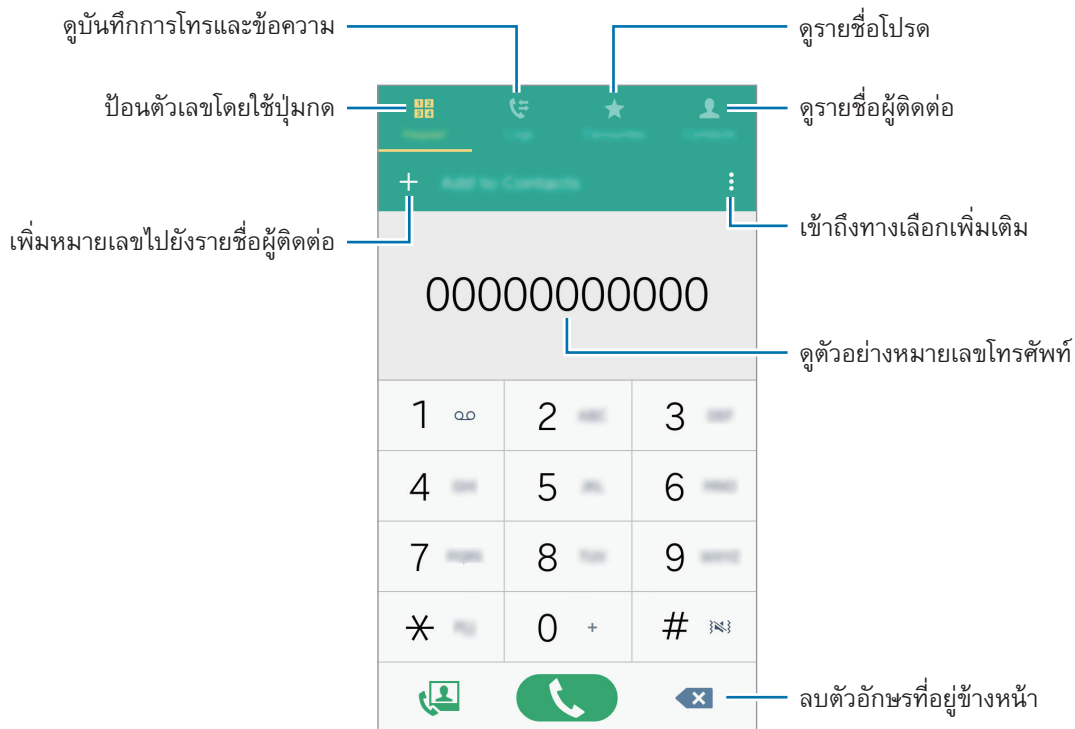 ดูบันทึกการโทรและข้อความ
ดูรายชื่อโปรด
ป้อนตัวเลขโดยใช้ปุ่มกด
ดูรายชื่อผู้ติดต่อ
Add to Contacts
เพิ่มหมายเลขไปยังรายชื่อผู้ติดต่อ
เข้าถึงทางเลือกเพิ่มเติม
00000000000
ดูตัวอย่างหมายเลขโทรศัพท์
1 2 3
4 5 6
7 8 9
* 0 + #
ลบตัวอักษรที่อยู่ข้างหน้า